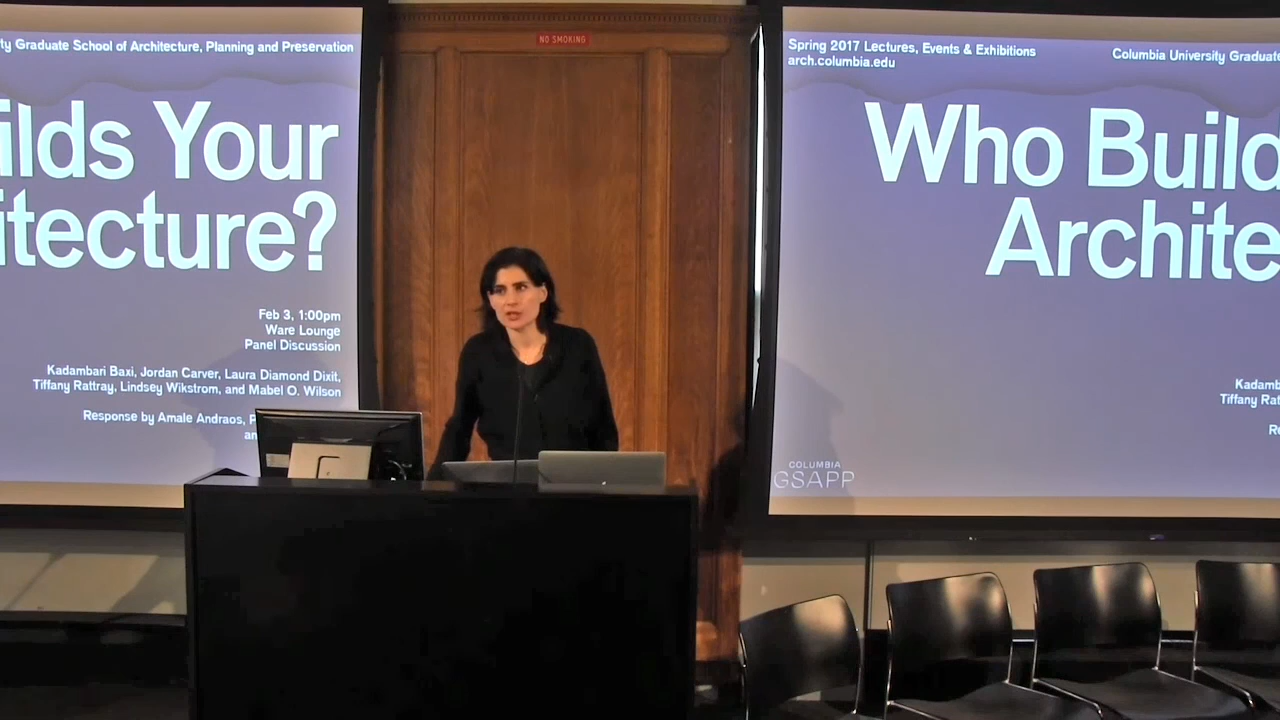 ty Graduate School of Architecture, Planning and Preservation
ilds Your
itecture?
Feb 3, 1:00pm
Ware Lounge
Panel Discussion
Kadambari Baxi, Jordan Carver, Laura Diamond Dixit,
Tiffany Rattray, Lindsey Wikstrom, and Mabel O. Wilson
Response by Amale Andraos, P
an
NO SMOKING
Spring 2017 Lectures, Events & Exhibitions
arch.columbia.edu
Columbia University Graduate
Who Build
Archite
Kadamb
Tiffany Rat
Re
COLUMBIA
GSAPP